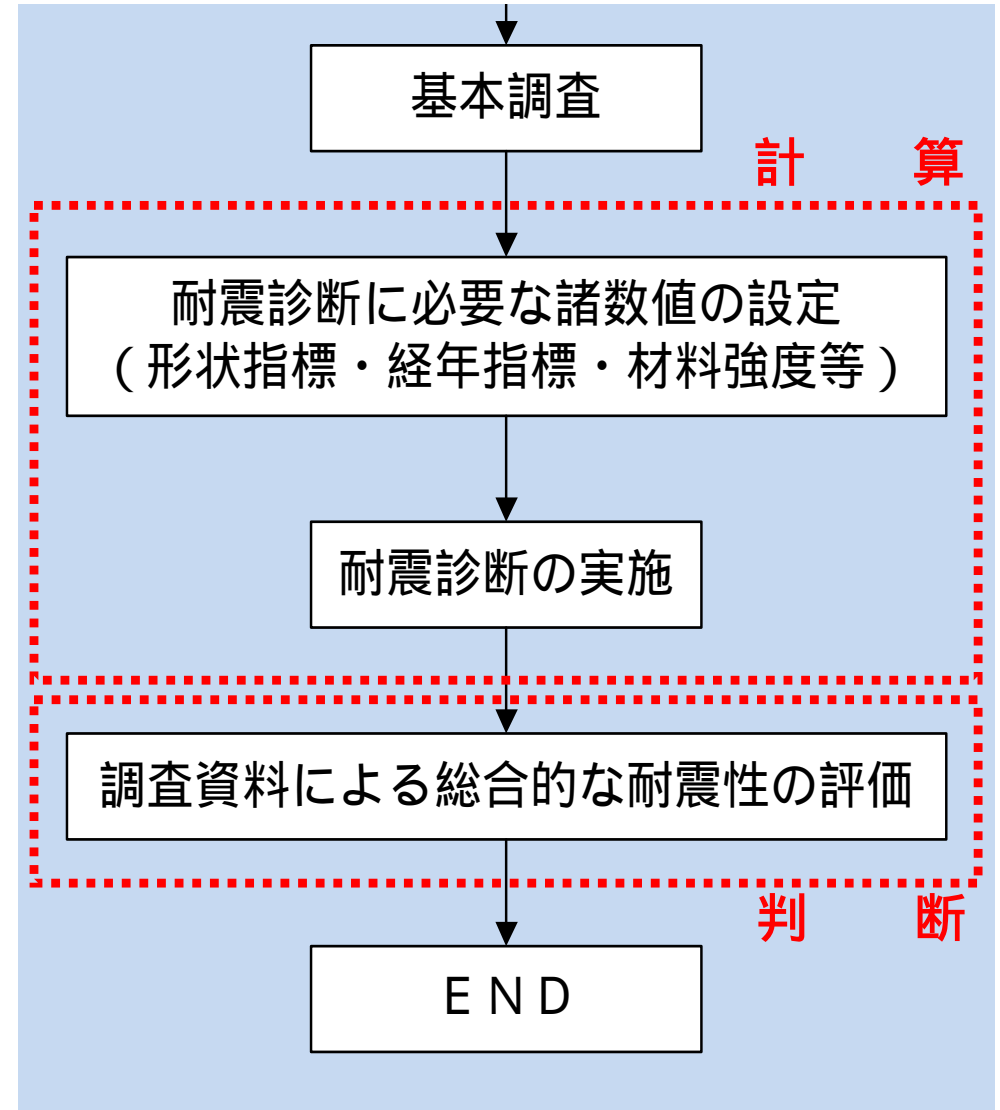 基本調査
計　算
耐震診断に必要な諸数値の設定
（形状指標・経年指標・材料強度等）
耐震診断の実施
調査資料による総合的な耐震性の評価
判　断
ＥＮＤ